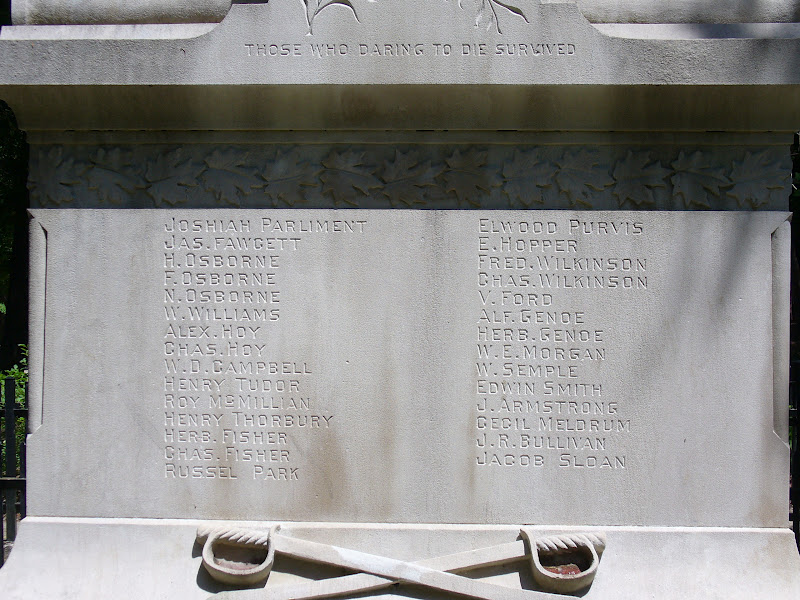 THOSE WHO DARING TO DIE SURVIVED
JOSHIAH PARLIMENT
JAS. FAWCETT
H. OSBORNE
F. OSBORNE
N. OSBORNE
W. WILLIAMS
ALEX. HOY
CHAS. HOY
W. D. CAMPBELL
HENRY TUDOR
ROY McMILLIAN
HENRY THORBURY
HERB. FISHER
CHAS. FISHER
RUSSEL PARK
ELWOOD PURVIS
E. HOPPER
FRED. WILKINSON
CHAS. WILKINSON
V. FORD
ALF. GENOE
HERB. GENOE
W. E. MORGAN
W. SEMPLE
EDWIN SMITH
J. ARMSTRONG
CECIL MELDRUM
J. R. BULLIVAN
JACOB SLOAN